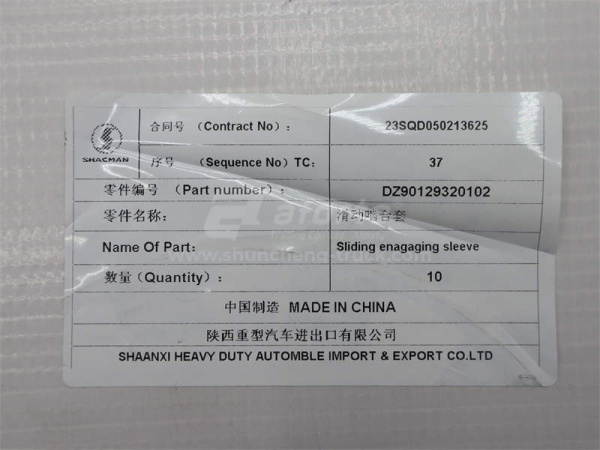 合同号 (Contract No): 23SQD050213625
SHACMAN
序号 (Sequence No) TC: 37
零件编号 (Part number): DZ90129320102
零件名称: 滑动啮合套
Name Of Part: Sliding enagaging sleeve
www.shuncheng-truck.com
数量 (Quantity): 10
中国制造 MADE IN CHINA
陕西重型汽车进出口有限公司
SHAANXI HEAVY DUTY AUTOMBLE IMPORT & EXPORT CO.LTD